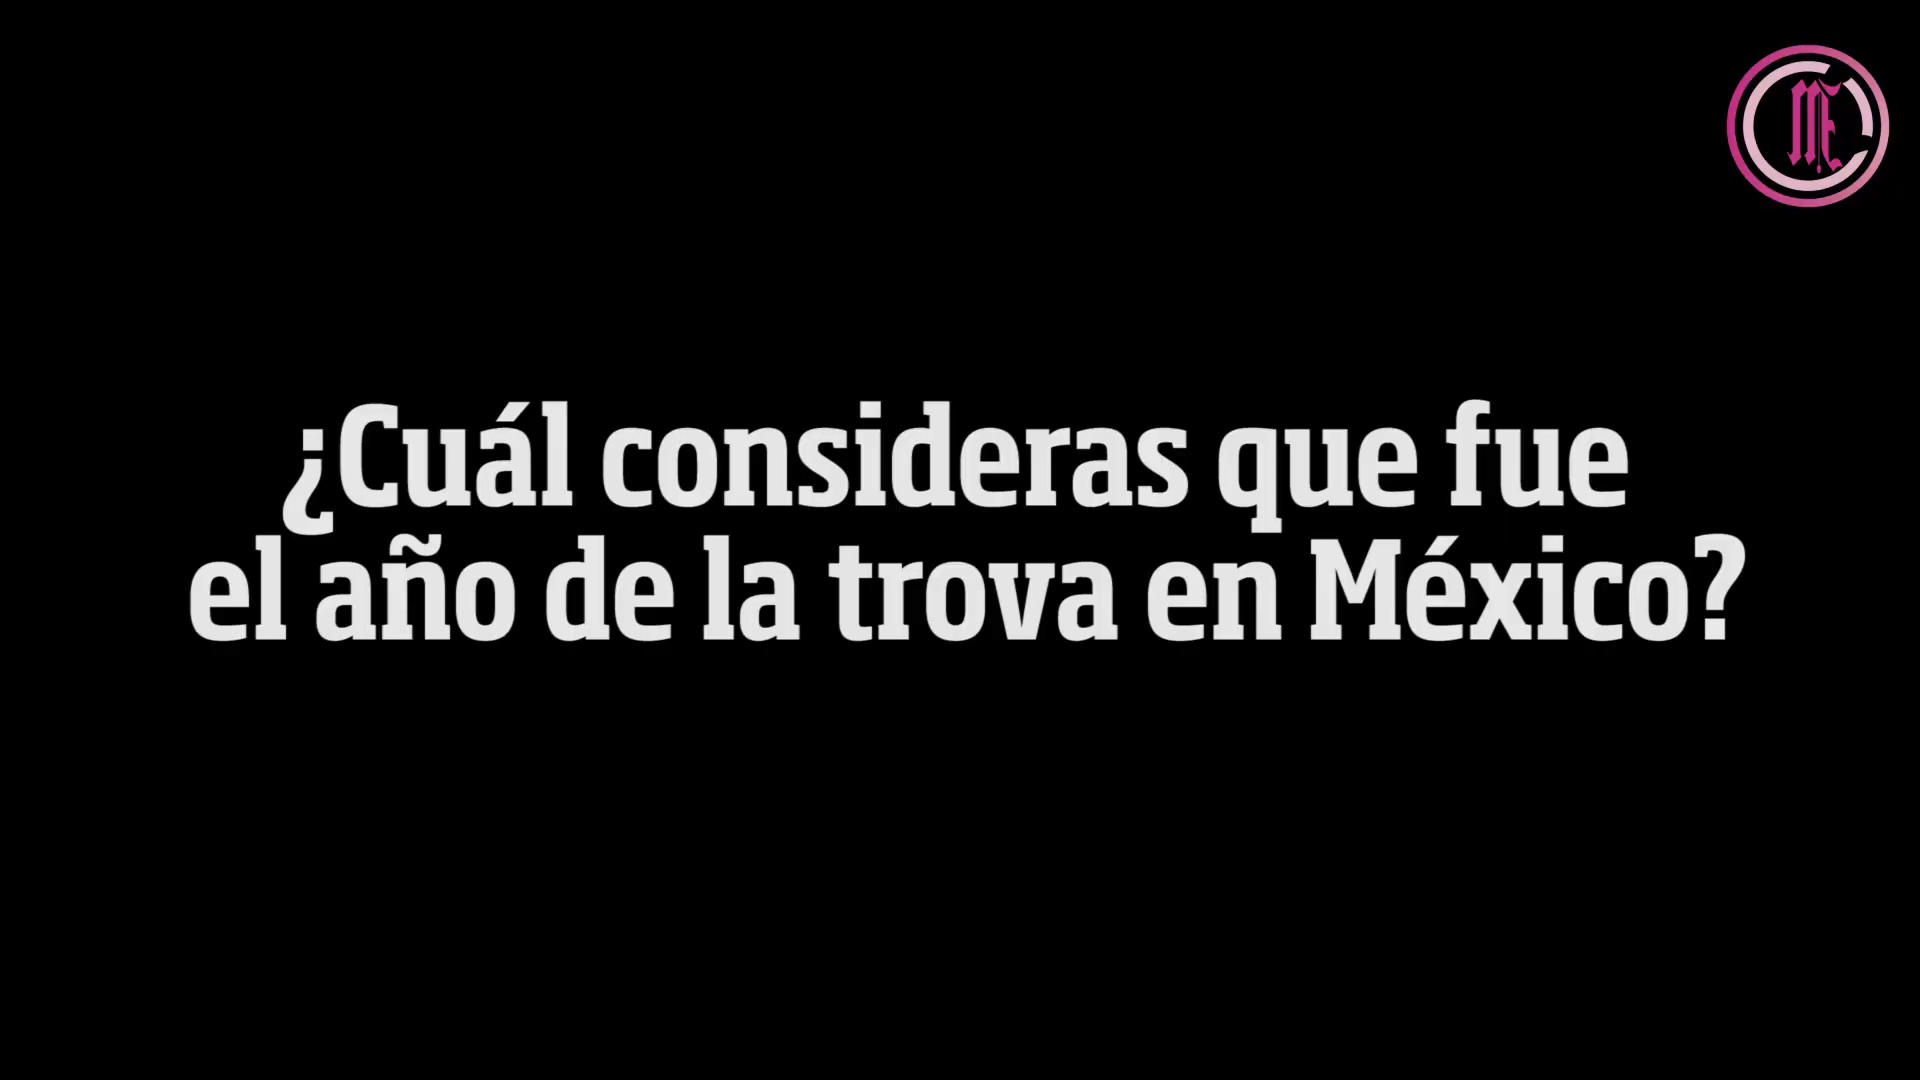 ¿Cuál consideras que fue
el año de la trova en México?